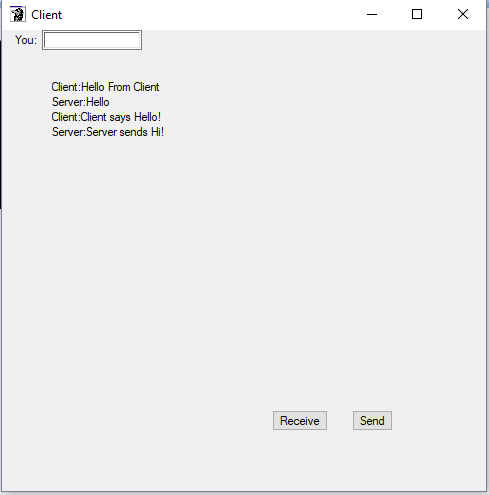 Client
You:
Client:Hello From Client
Server:Hello
Client:Client says Hello!
Server:Server sends Hi!
Receive Send